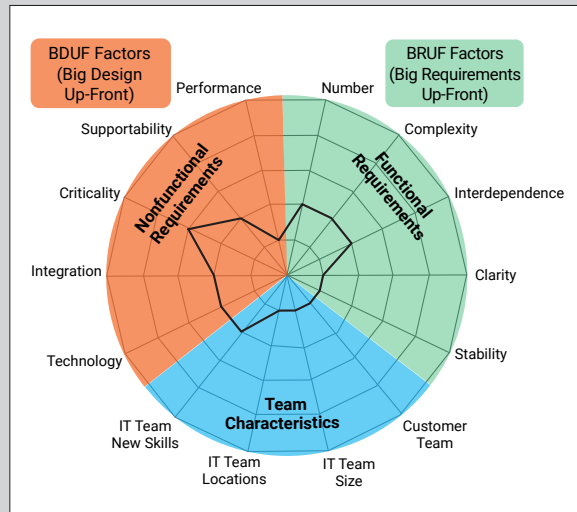 BDUF Factors
(Big Design
Up-Front)
BRUF Factors
(Big Requirements
Up-Front)
Performance
Number
Supportability
Complexity
Criticality
Interdependence
Integration
Clarity
Technology
Stability
IT Team
New Skills
IT Team
Locations
IT Team
Size
Customer
Team
Nonfunctional
Requirements
Functional
Requirements
Team
Characteristics